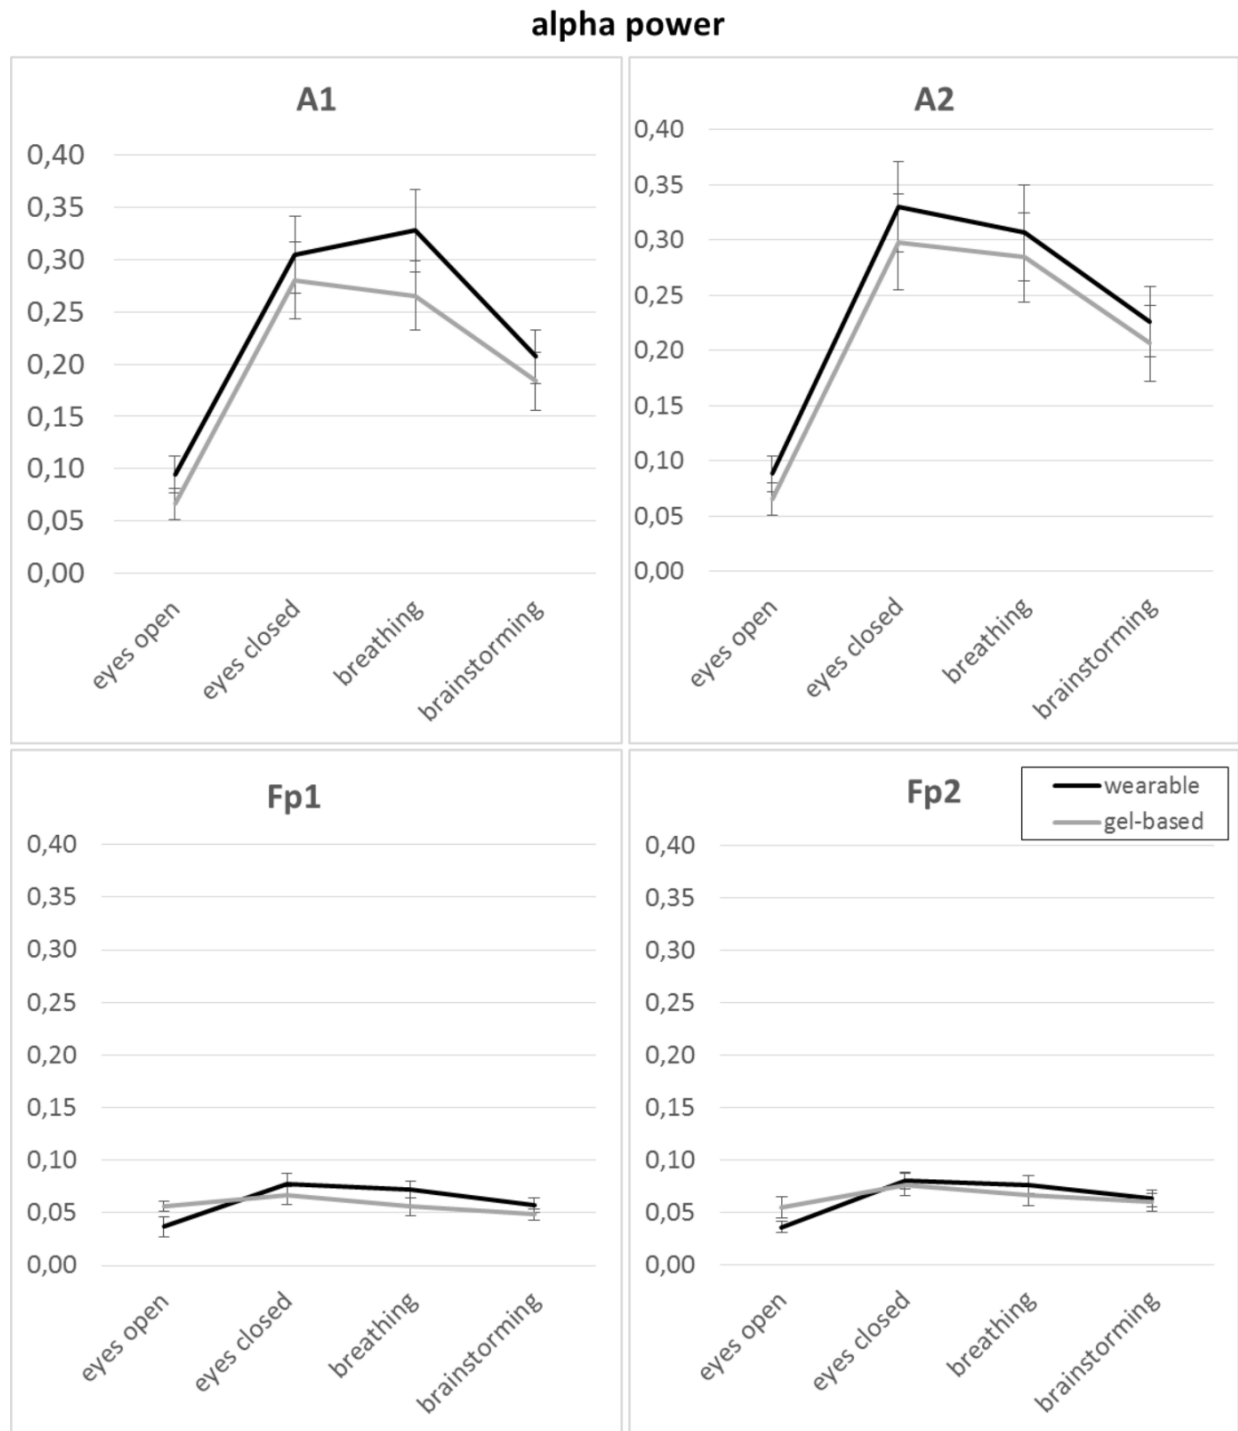 alpha power
A1
0,40
0,35
0,30
0,25
0,20
0,15
0,10
0,05
0,00
eyes open
eyes closed
breathing
brainstorming
A2
0,40
0,35
0,30
0,25
0,20
0,15
0,10
0,05
0,00
eyes open
eyes closed
breathing
brainstorming
Fp1
0,40
0,35
0,30
0,25
0,20
0,15
0,10
0,05
0,00
eyes open
eyes closed
breathing
brainstorming
Fp2
wearable
gel-based
0,40
0,35
0,30
0,25
0,20
0,15
0,10
0,05
0,00
eyes open
eyes closed
breathing
brainstorming